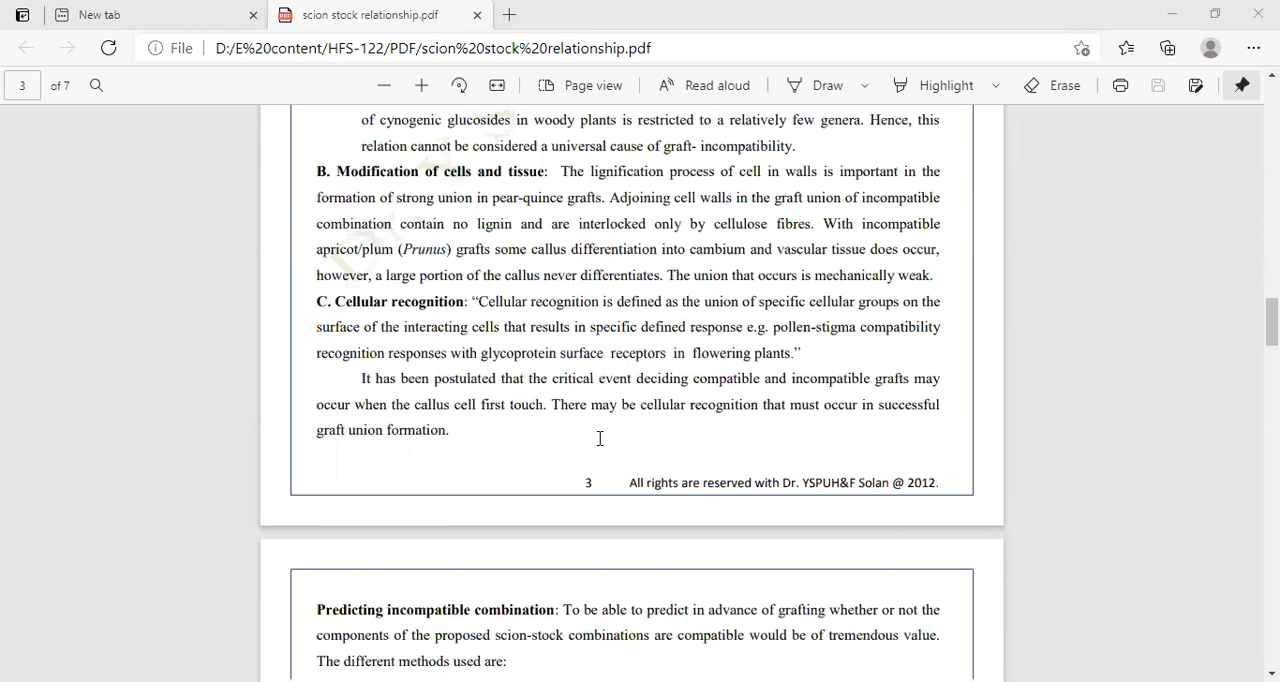 New tab
scion stock relationship.pdf
File
D:/E%20content/HFS-122/PDF/scion%20stock%20relationship.pdf
3 of 7
Page view
Read aloud
Draw
Highlight
Erase
of cynogenic glucosides in woody plants is restricted to a relatively few genera. Hence, this
relation cannot be considered a universal cause of graft- incompatibility.
B. Modification of cells and tissue: The lignification process of cell in walls is important in the
formation of strong union in pear-quince grafts. Adjoining cell walls in the graft union of incompatible
combination contain no lignin and are interlocked only by cellulose fibres. With incompatible
apricot/plum (Prunus) grafts some callus differentiation into cambium and vascular tissue does occur,
however, a large portion of the callus never differentiates. The union that occurs is mechanically weak.
C. Cellular recognition: “Cellular recognition is defined as the union of specific cellular groups on the
surface of the interacting cells that results in specific defined response e.g. pollen-stigma compatibility
recognition responses with glycoprotein surface receptors in flowering plants.”
It has been postulated that the critical event deciding compatible and incompatible grafts may
occur when the callus cell first touch. There may be cellular recognition that must occur in successful
graft union formation.
3 All rights are reserved with Dr. YSPUH&F Solan @ 2012.
Predicting incompatible combination: To be able to predict in advance of grafting whether or not the
components of the proposed scion-stock combinations are compatible would be of tremendous value.
The different methods used are: